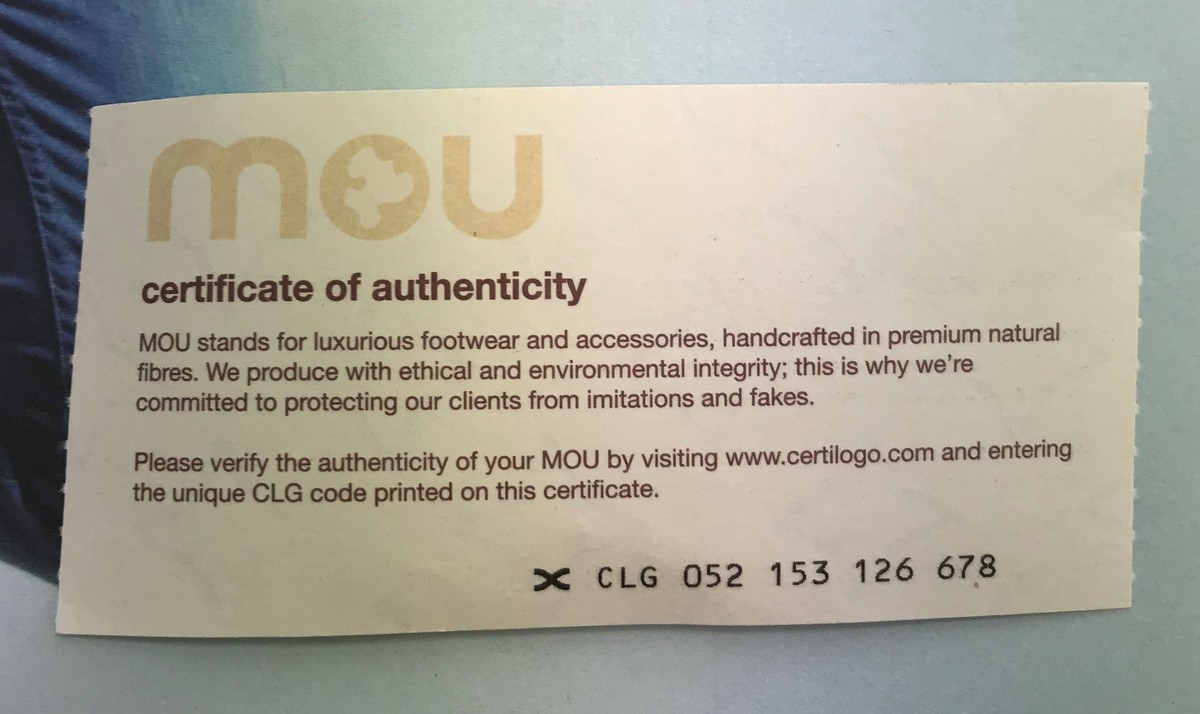 mou
certificate of authenticity
MOU stands for luxurious footwear and accessories, handcrafted in premium natural
fibres. We produce with ethical and environmental integrity; this is why we're
committed to protecting our clients from imitations and fakes.
Please verify the authenticity of your MOU by visiting www.certilogo.com and entering
the unique CLG code printed on this certificate.
CLG 052 153 126 678